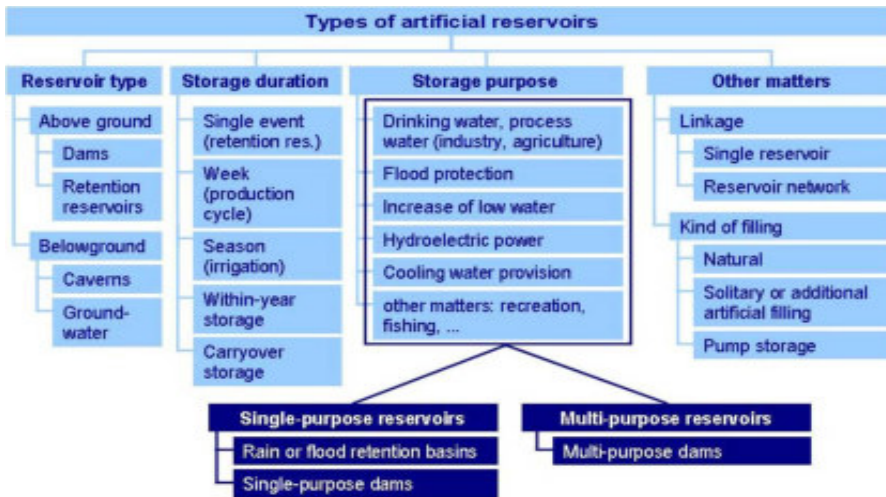 Types of artificial reservoirs
Reservoir type
Above ground
Dams
Retention
reservoirs
Belowground
Caverns
Ground-
water
Storage duration
Single event
(retention res.)
Week
(production
cycle)
Season
(irrigation)
Within-year
storage
Carryover
storage
Storage purpose
Drinking water, process
water (industry, agriculture)
Flood protection
Increase of low water
Hydroelectric power
Cooling water provision
other matters: recreation,
fishing, ...
Other matters
Linkage
Single reservoir
Reservoir network
Kind of filling
Natural
Solitary or additional
artificial filling
Pump storage
Single-purpose reservoirs
Rain or flood retention basins
Single-purpose dams
Multi-purpose reservoirs
Multi-purpose dams